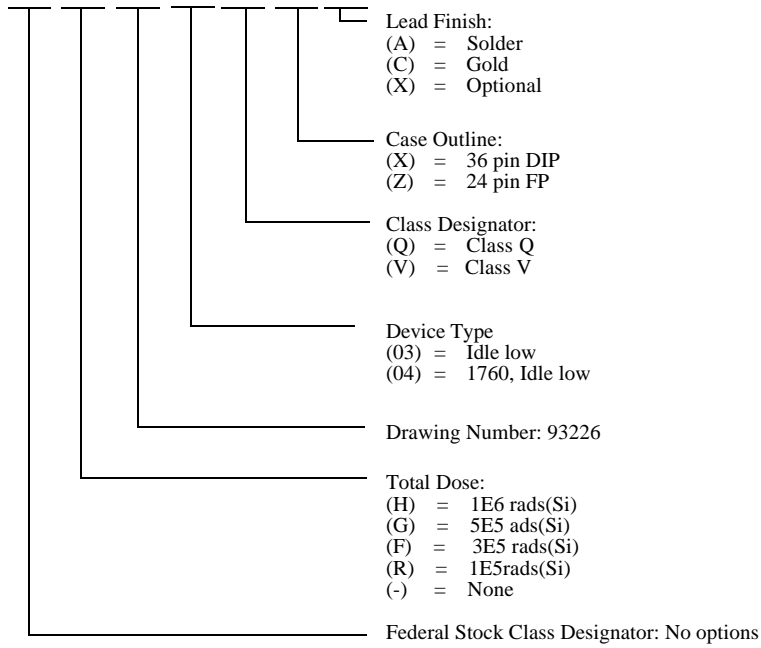 Lead Finish:
(A) = Solder
(C) = Gold
(X) = Optional
Case Outline:
(X) = 36 pin DIP
(Z) = 24 pin FP
Class Designator:
(Q) = Class Q
(V) = Class V
Device Type
(03) = Idle low
(04) = 1760, Idle low
Drawing Number: 93226
Total Dose:
(H) = 1E6 rads(Si)
(G) = 5E5 ads(Si)
(F) = 3E5 rads(Si)
(R) = 1E5rads(Si)
(-) = None
Federal Stock Class Designator: No options